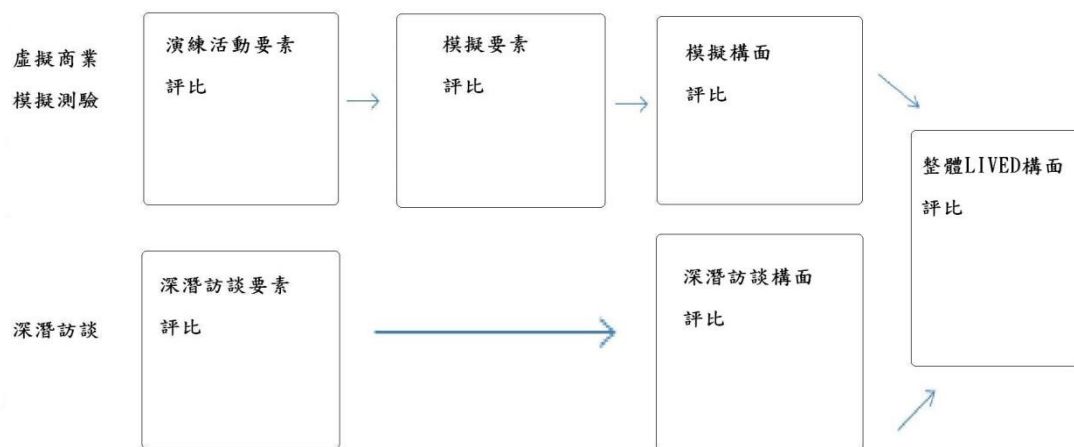 虛擬商業
模擬測驗
演練活動要素
評比
模擬要素
評比
模擬構面
評比
整體LIVED構面
評比
深潛訪談
深潛訪談要素
評比
深潛訪談構面
評比